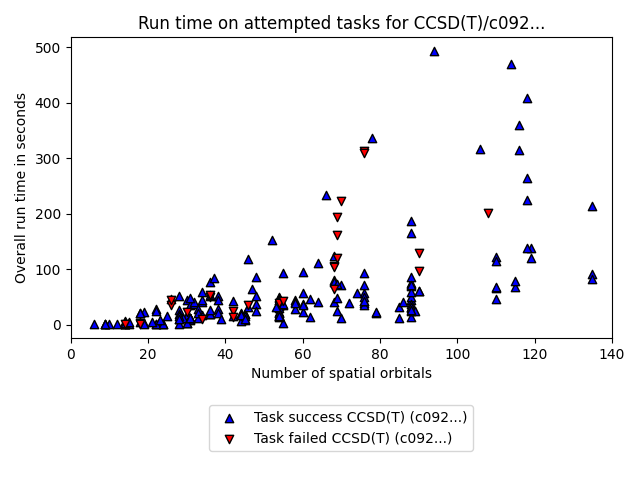 Run time on attempted tasks for CCSD(T)/c092...
500
400
300
200
100
0
Overall run time in seconds
0 20 40 60 80 100 120 140
Number of spatial orbitals
Task success CCSD(T) (c092...)
Task failed CCSD(T) (c092...)